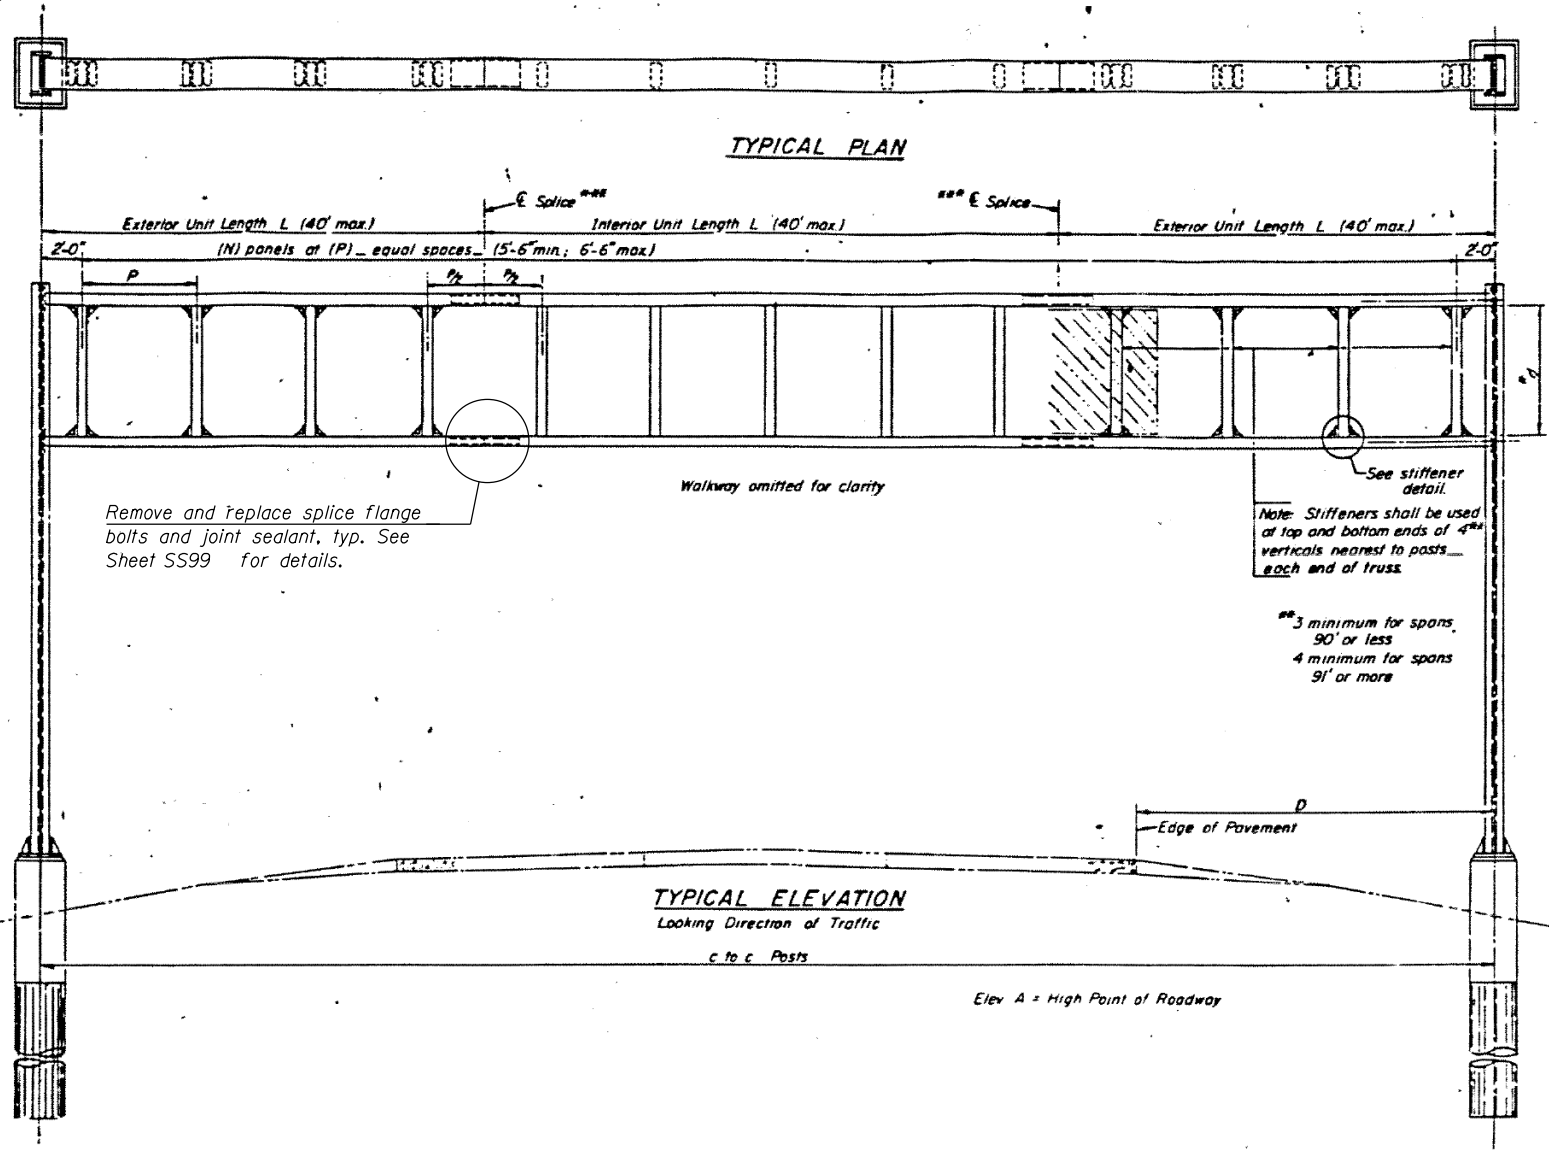 TYPICAL PLAN
℄ Splice ***
*** ℄ Splice
Exterior Unit Length L (40' max.)
Interior Unit Length L (40' max.)
Exterior Unit Length L (40' max.)
2'-0"
(N) panels at (P) _ equal spaces _ (5'-6" min.; 6'-6" max)
2'-0"
P
P/2
P/2
d*
Walkway omitted for clarity
See stiffener
detail.
Remove and replace splice flange
bolts and joint sealant, typ. See
Sheet SS99 for details.
Note: Stiffeners shall be used
at top and bottom ends of 4**
verticals nearest to posts
each end of truss.
**3 minimum for spans
90' or less
4 minimum for spans
91' or more
D
Edge of Pavement
TYPICAL ELEVATION
Looking Direction of Traffic
c to c Posts
Elev A = High Point of Roadway